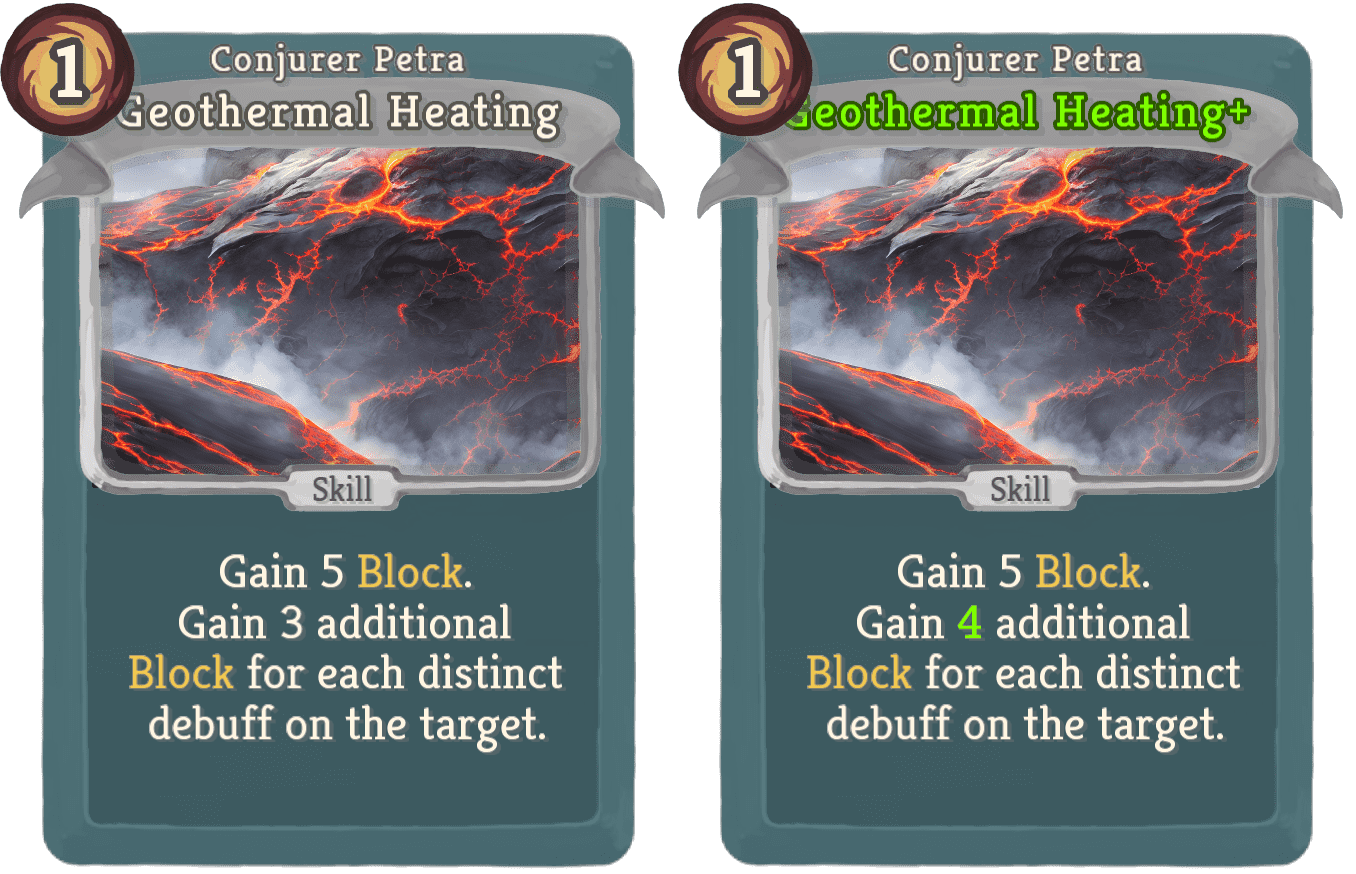 1
Conjurer Petra
Geothermal Heating
Skill
Gain 5 Block.
Gain 3 additional
Block for each distinct
debuff on the target.
1
Conjurer Petra
Geothermal Heating+
Skill
Gain 5 Block.
Gain 4 additional
Block for each distinct
debuff on the target.